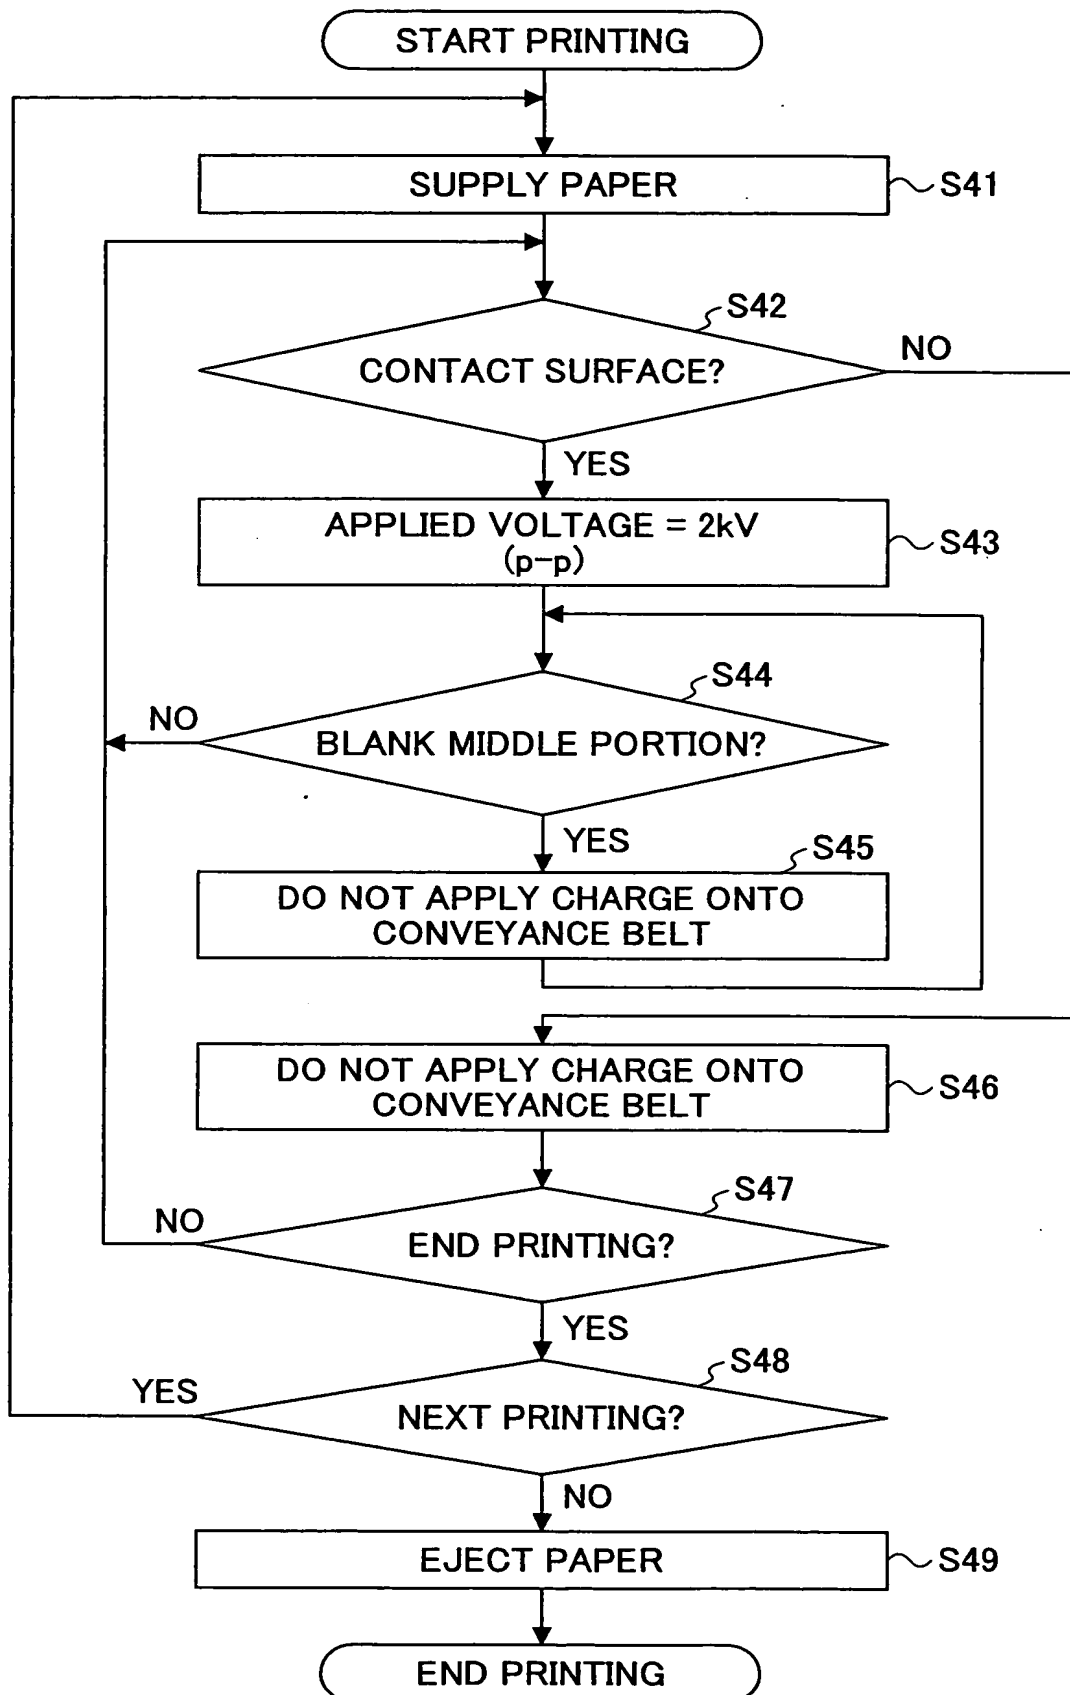 START PRINTING
SUPPLY PAPER
S41
S42
CONTACT SURFACE?
NO
YES
APPLIED VOLTAGE = 2kV
(p-p)
S43
S44
NO
BLANK MIDDLE PORTION?
YES
S45
DO NOT APPLY CHARGE ONTO
CONVEYANCE BELT
DO NOT APPLY CHARGE ONTO
CONVEYANCE BELT
S46
S47
NO
END PRINTING?
YES
S48
YES
NEXT PRINTING?
NO
EJECT PAPER
S49
END PRINTING